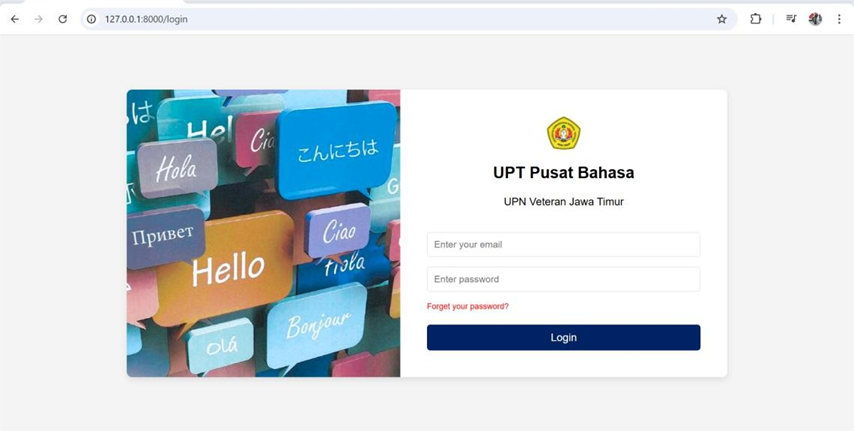 127.0.0.1:8000/login
Hel
Cia
こんにちは
Hola
G
Привет
Ciao
Hello
Hola
Bonjour
Olá
UPT Pusat Bahasa
UPN Veteran Jawa Timur
Enter your email
Enter password
Forget your password?
Login